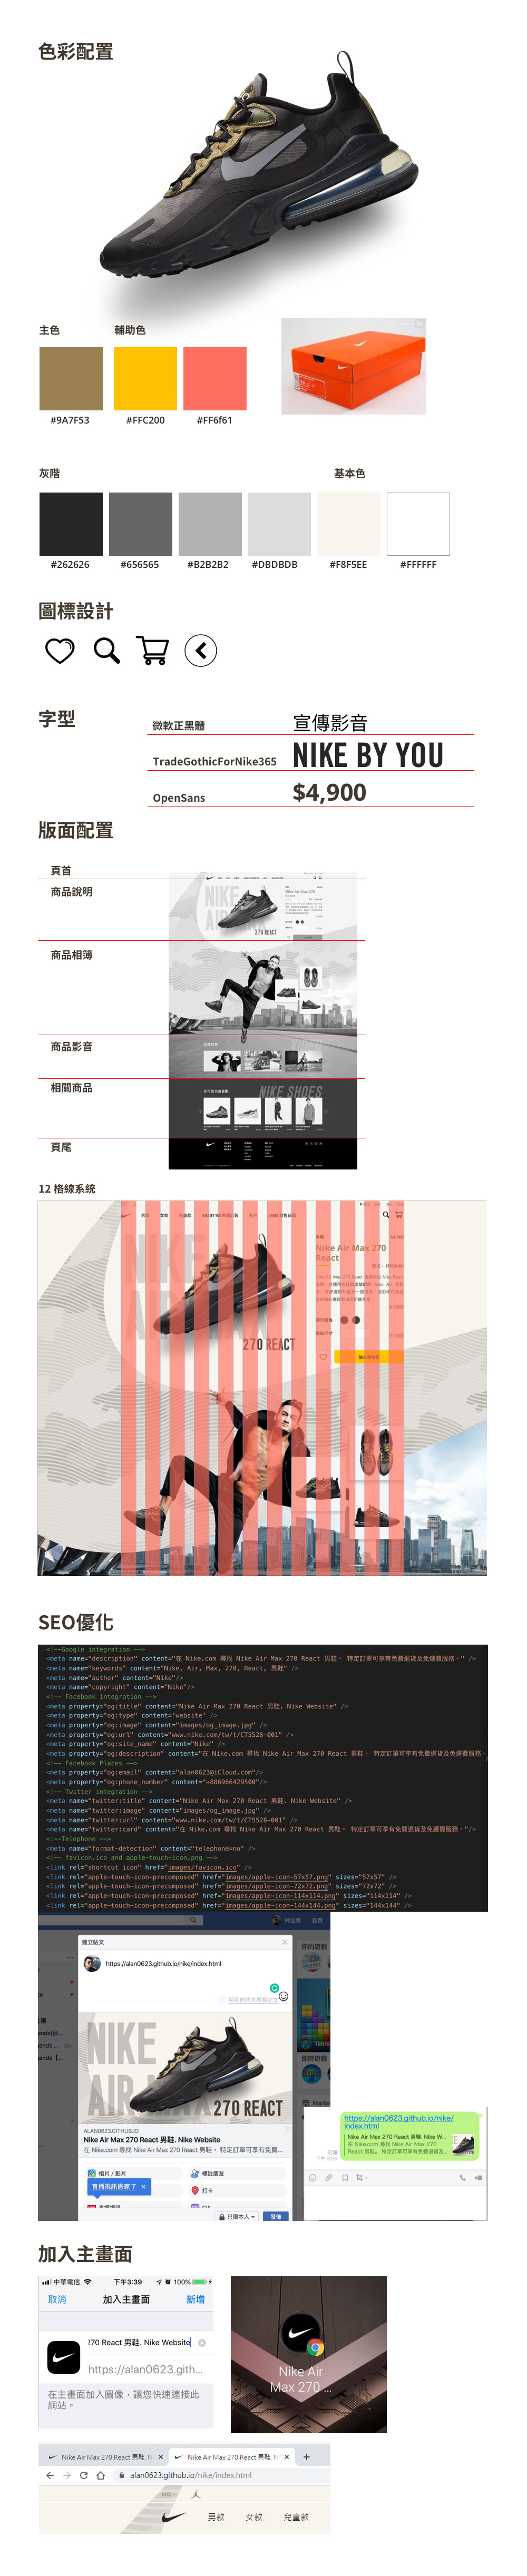 色彩配置
主色
輔助色
#9A7F53
#FFC200
#FF6f61
灰階
基本色
#262626
#656565
#B2B2B2
#DBDBDB
#F8F5EE
#FFFFFF
圖標設計
字型
微軟正黑體
宣傳影音
TradeGothicForNike365
NIKE BY YOU
OpenSans
$4,900
版面配置
頁首
商品說明
商品相簿
商品影音
相關商品
頁尾
NIKE
AIR MAX
270 REACT
NIKE SHOES
12 格線系統
Nike Air Max 270
React
270 REACT
SEO優化
<!--Google integration -->
<meta name="description" content="在 Nike.com 尋找 Nike Air Max 270 React 男鞋。 特定訂單可享有免費退貨及免運費服務。" />
<meta name="keywords" content="Nike, Air, Max, 270, React, 男鞋" />
<meta name="author" content="Nike"/>
<meta name="copyright" content="Nike"/>
<!-- Facebook integration -->
<meta property="og:title" content="Nike Air Max 270 React 男鞋. Nike Website" />
<meta property="og:type" content='website' />
<meta property="og:image" content="images/og_image.jpg" />
<meta property="og:url" content="www.nike.com/tw/t/CT5528-001" />
<meta property="og:site_name" content="Nike" />
<meta property="og:description" content="在 Nike.com 尋找 Nike Air Max 270 React 男鞋。 特定訂單可享有免費退貨及免運費服務。
<!-- Facebook Places -->
<meta property="og:email" content="alan0623@iCloud.com"/>
<meta property="og:phone_number" content="+886966429500"/>
<!-- Twitter integration -->
<meta name="twitter:title" content="Nike Air Max 270 React 男鞋. Nike Website" />
<meta name="twitter:image" content="images/og_image.jpg" />
<meta name="twitter:url" content="www.nike.com/tw/t/CT5528-001" />
<meta name="twitter:card" content="在 Nike.com 尋找 Nike Air Max 270 React 男鞋。 特定訂單可享有免費退貨及免運費服務。"/>
<!--Telephone -->
<meta name="format-detection" content="telephone=no" />
<!-- favicon.ico and apple-touch-icon.png -->
<link rel="shortcut icon" href="images/favicon.ico" />
<link rel="apple-touch-icon-precomposed" href="images/apple-icon-57x57.png" sizes="57x57" />
<link rel="apple-touch-icon-precomposed" href="images/apple-icon-72x72.png" sizes="72x72" />
<link rel="apple-touch-icon-precomposed" href="images/apple-icon-114x114.png" sizes="114x114" />
<link rel="apple-touch-icon-precomposed" href="images/apple-icon-144x144.png" sizes="144x144" />
建立貼文
https://alan0623.github.io/nike/index.html
270 REACT
ALAN0623.GITHUB.IO
Nike Air Max 270 React 男鞋. Nike Website
在 Nike.com 尋找 Nike Air Max 270 React 男鞋。 特定訂單可享有免費...
相片 / 影片
標註朋友
直播視訊搬家了
打卡
只限本人
發佈
https://alan0623.github.io/nike/
index.html
Nike Air Max 270 React 男鞋. Nike W...
在 Nike.com 尋找 Nike Air Max 270
React 男鞋。 特定訂單可享有免費退貨及...
已讀
下午 3:25
加入主畫面
中華電信
下午3:39
100%
取消
加入主畫面
新增
270 React 男鞋. Nike Website
https://alan0623.gith...
在主畫面加入圖像，讓您快速連接此
網站。
Nike Air
Max 270 ...
Nike Air Max 270 React 男鞋. N
Nike Air Max 270 React 男鞋. N
alan0623.github.io/nike/index.html
男款
女款
兒童款